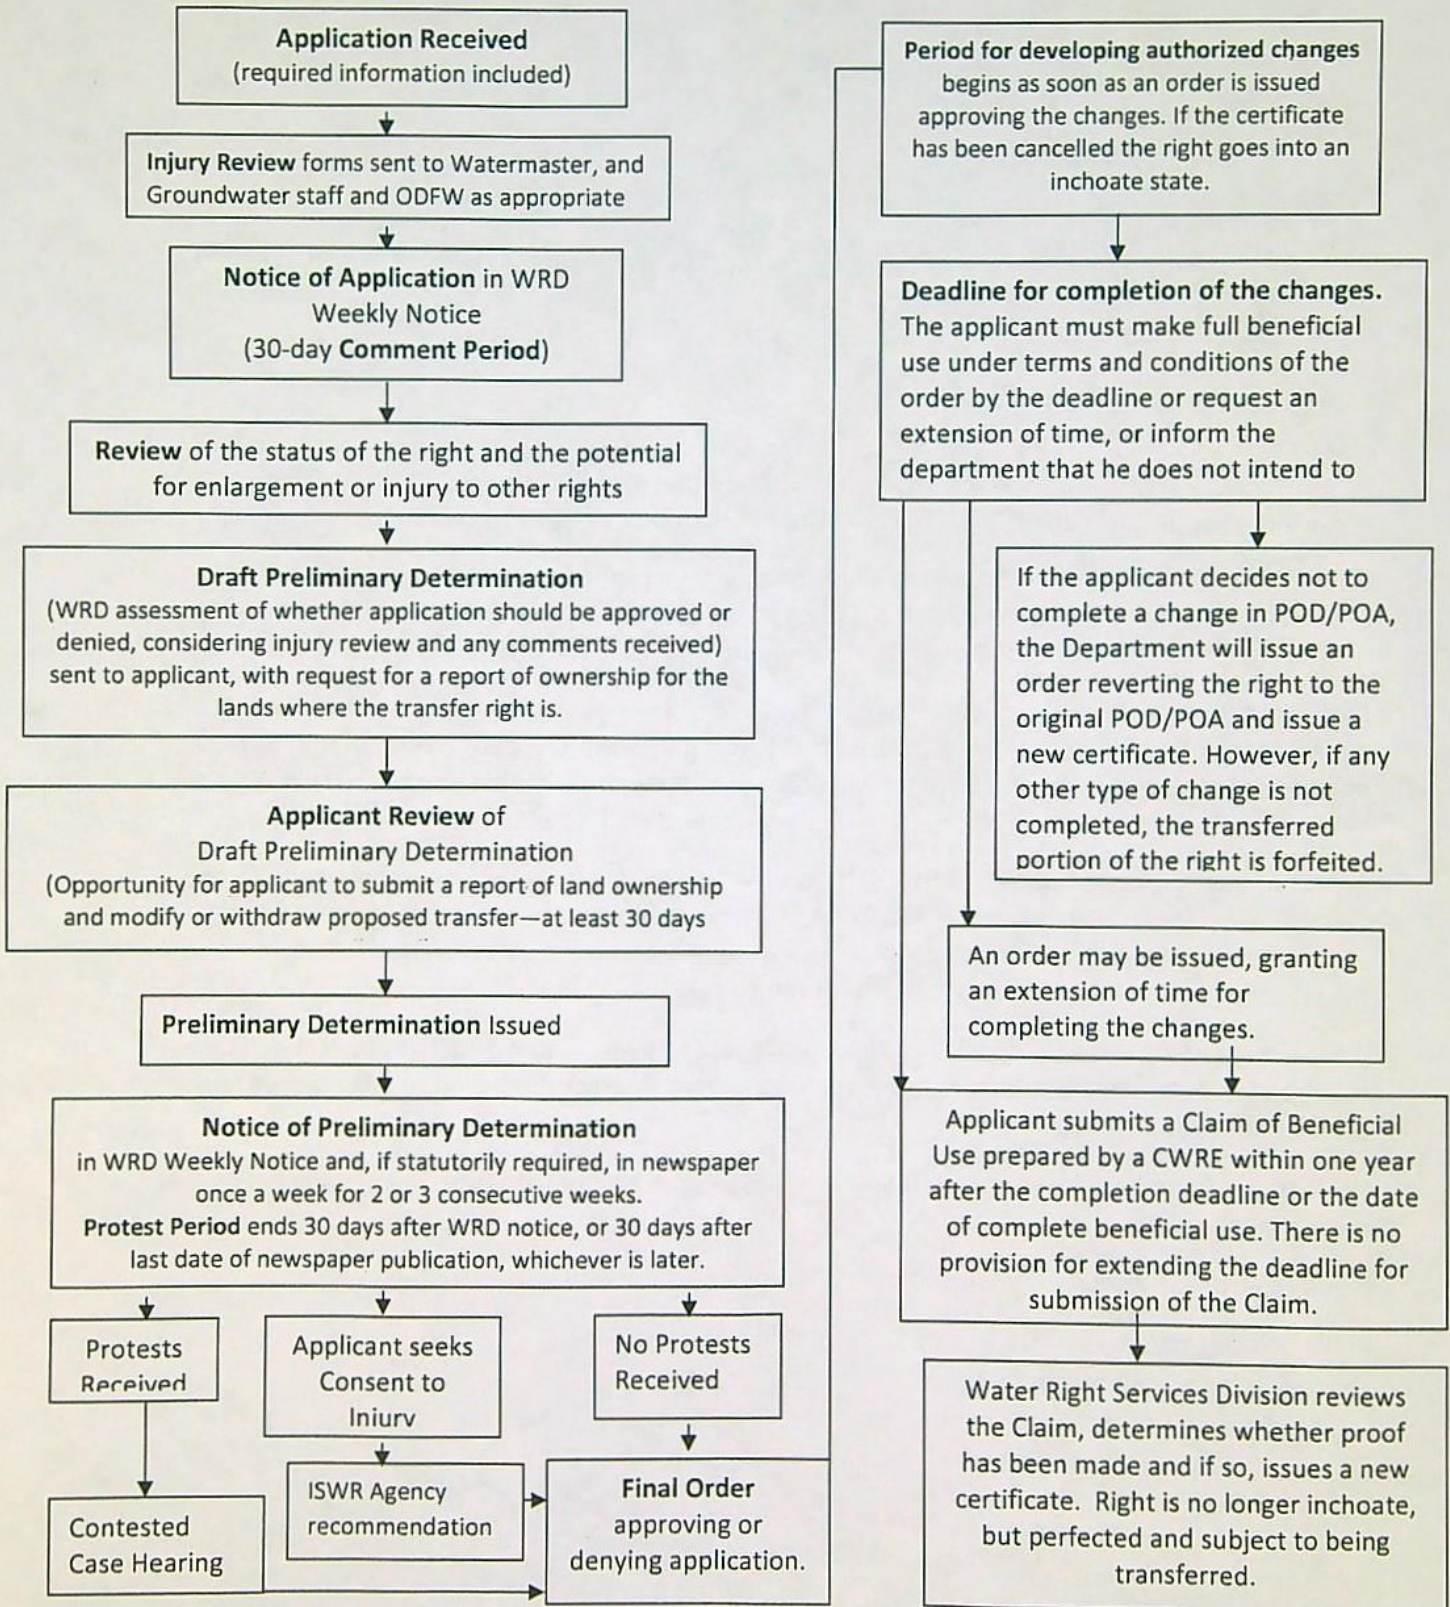 Application Received
(required information included)
Injury Review forms sent to Watermaster, and
Groundwater staff and ODFW as appropriate
Notice of Application in WRD
Weekly Notice
(30-day Comment Period)
Review of the status of the right and the potential
for enlargement or injury to other rights
Draft Preliminary Determination
(WRD assessment of whether application should be approved or
denied, considering injury review and any comments received)
sent to applicant, with request for a report of ownership for the
lands where the transfer right is.
Applicant Review of
Draft Preliminary Determination
(Opportunity for applicant to submit a report of land ownership
and modify or withdraw proposed transfer—at least 30 days
Preliminary Determination Issued
Notice of Preliminary Determination
in WRD Weekly Notice and, if statutorily required, in newspaper
once a week for 2 or 3 consecutive weeks.
Protest Period ends 30 days after WRD notice, or 30 days after
last date of newspaper publication, whichever is later.
Protests
Received
Applicant seeks
Consent to
Injury
No Protests
Received
Contested
Case Hearing
ISWR Agency
recommendation
Final Order
approving or
denying application.
Period for developing authorized changes
begins as soon as an order is issued
approving the changes. If the certificate
has been cancelled the right goes into an
inchoate state.
Deadline for completion of the changes.
The applicant must make full beneficial
use under terms and conditions of the
order by the deadline or request an
extension of time, or inform the
department that he does not intend to
If the applicant decides not to
complete a change in POD/POA,
the Department will issue an
order reverting the right to the
original POD/POA and issue a
new certificate. However, if any
other type of change is not
completed, the transferred
portion of the right is forfeited.
An order may be issued, granting
an extension of time for
completing the changes.
Applicant submits a Claim of Beneficial
Use prepared by a CWRE within one year
after the completion deadline or the date
of complete beneficial use. There is no
provision for extending the deadline for
submission of the Claim.
Water Right Services Division reviews
the Claim, determines whether proof
has been made and if so, issues a new
certificate.  Right is no longer inchoate,
but perfected and subject to being
transferred.